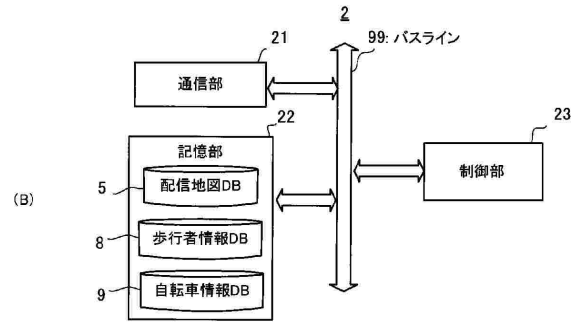 2
99: バスライン
21
通信部
22
記憶部
5
配信地図DB
8
歩行者情報DB
9
自転車情報DB
23
制御部
(B)